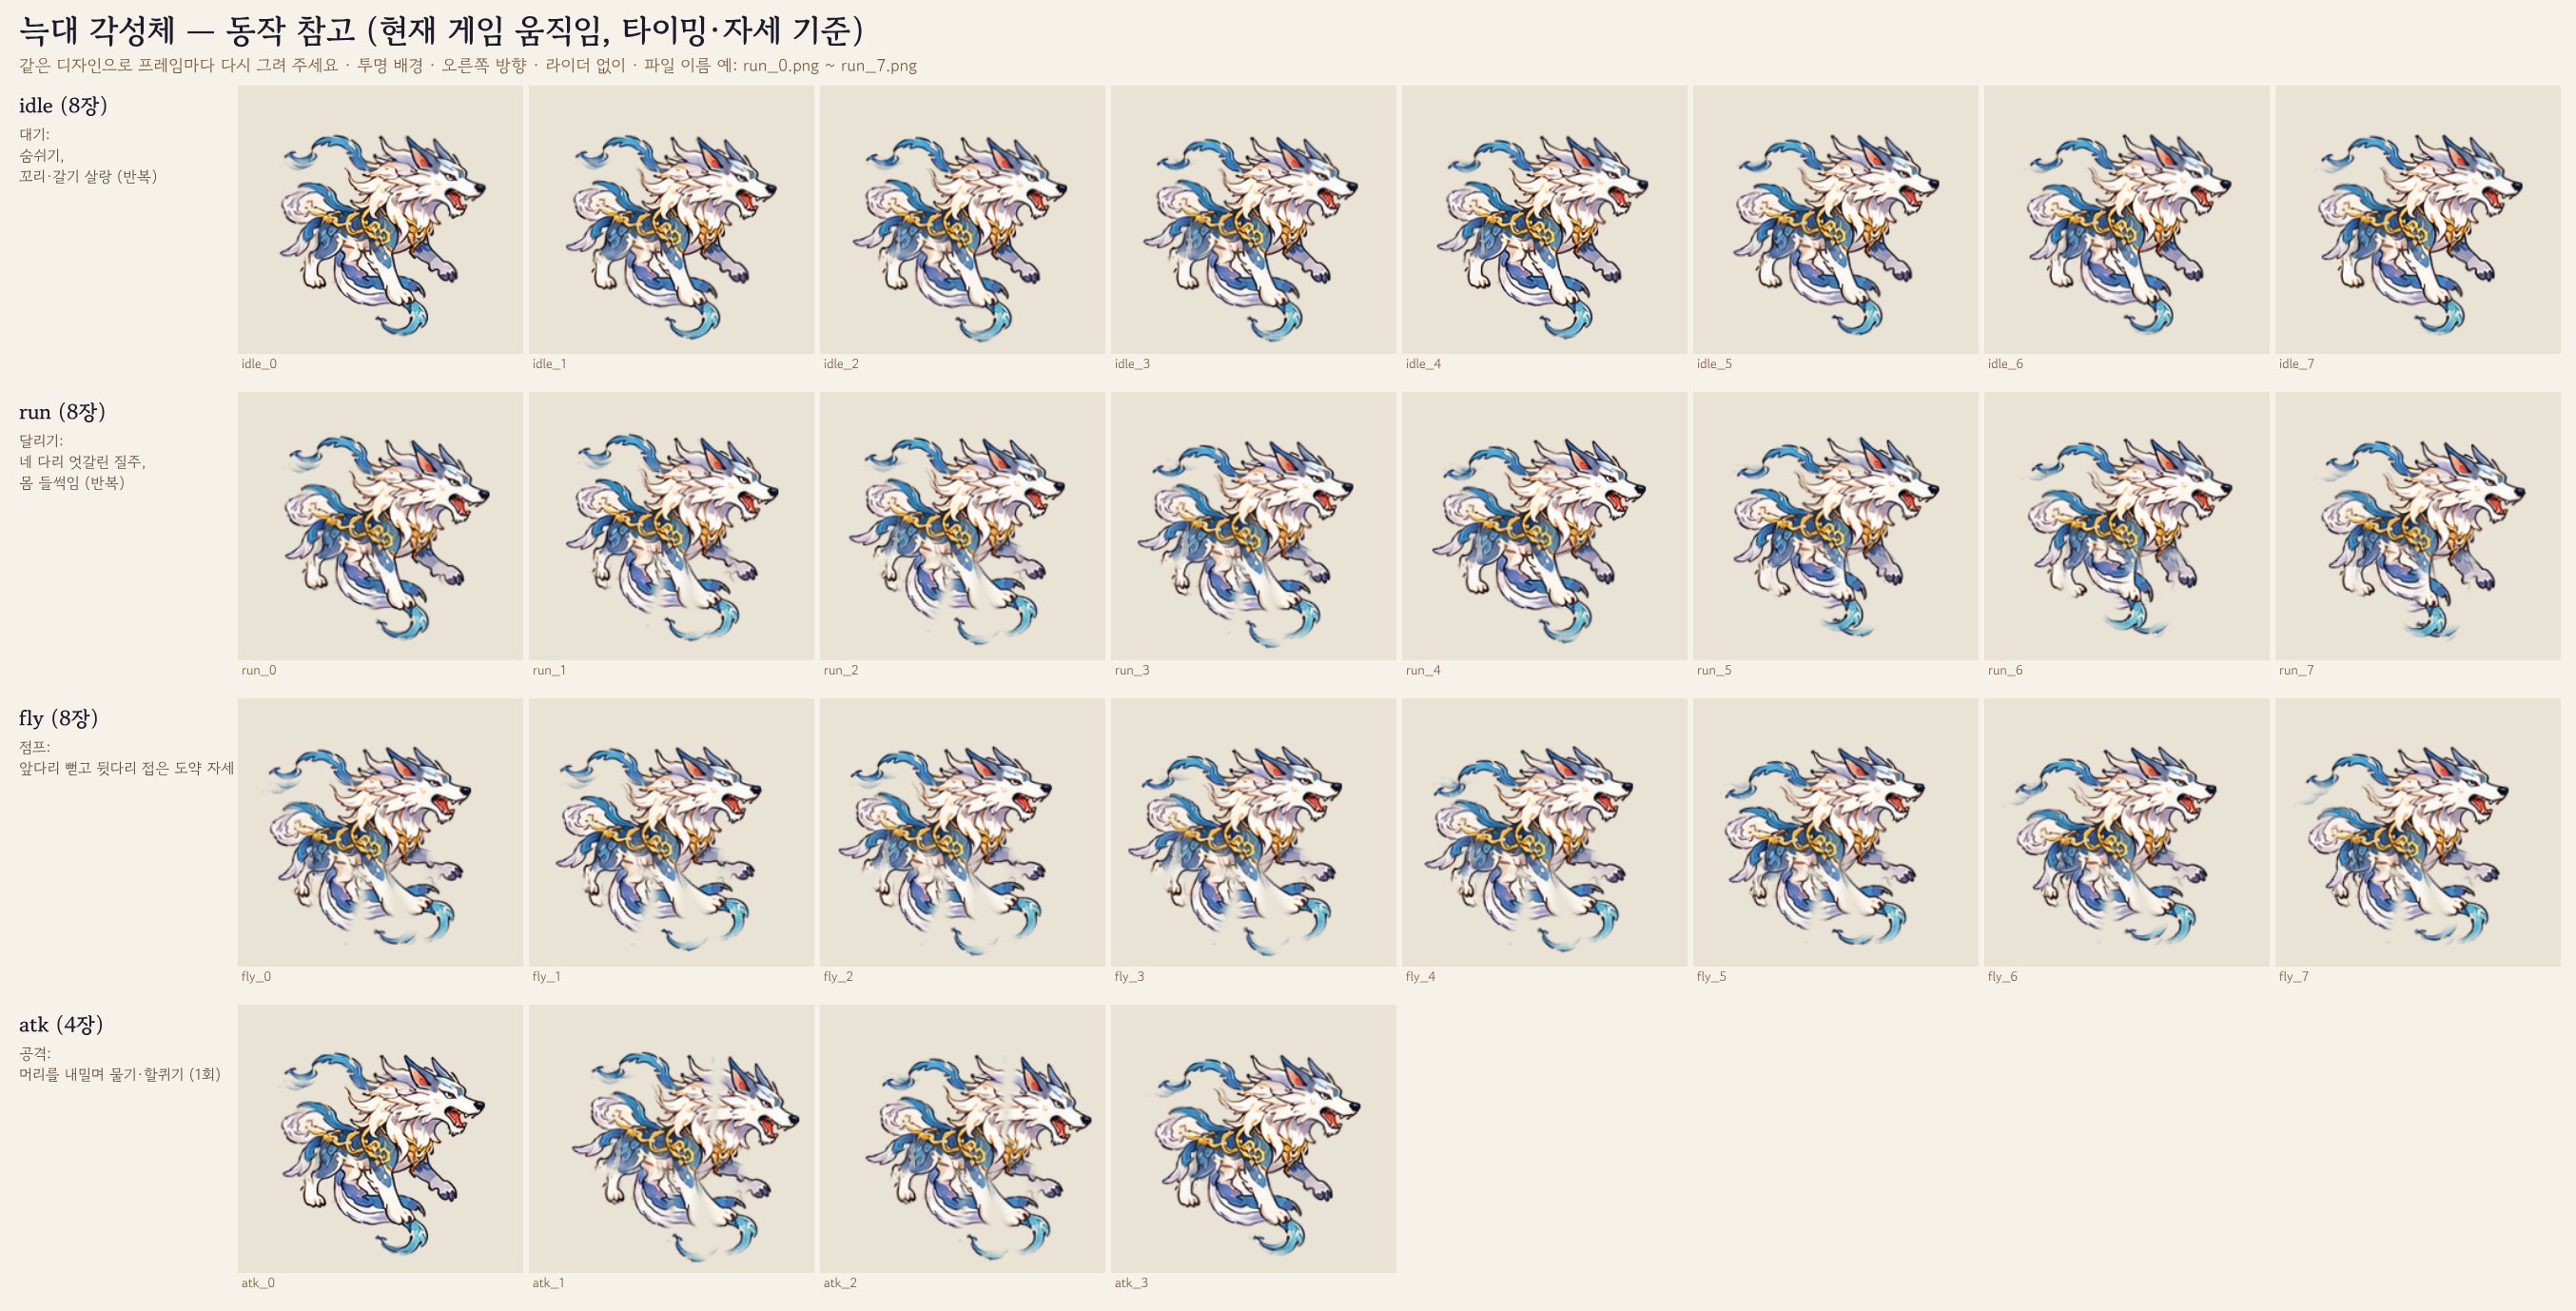 늑대 각성체 — 동작 참고 (현재 게임 움직임, 타이밍·자세 기준)
같은 디자인으로 프레임마다 다시 그려 주세요 · 투명 배경 · 오른쪽 방향 · 라이더 없이 · 파일 이름 예: run_0.png ~ run_7.png
idle (8장)
대기:
숨쉬기,
꼬리·갈기 살랑 (반복)
idle_0
idle_1
idle_2
idle_3
idle_4
idle_5
idle_6
idle_7
run (8장)
달리기:
네 다리 엇갈린 질주,
몸 들썩임 (반복)
run_0
run_1
run_2
run_3
run_4
run_5
run_6
run_7
fly (8장)
점프:
앞다리 뻗고 뒷다리 접은 도약 자세
fly_0
fly_1
fly_2
fly_3
fly_4
fly_5
fly_6
fly_7
atk (4장)
공격:
머리를 내밀며 물기·할퀴기 (1회)
atk_0
atk_1
atk_2
atk_3